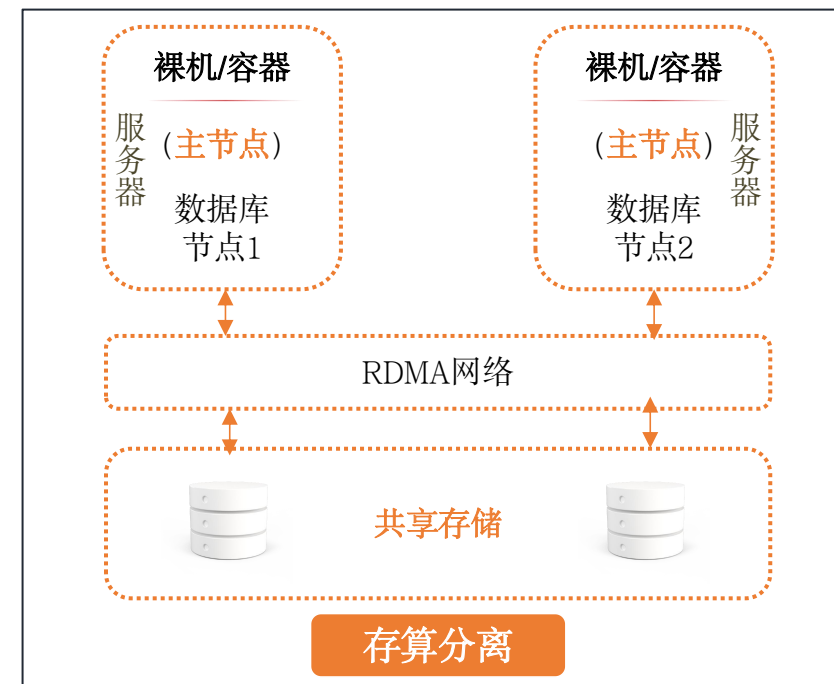 裸机/容器
服务器
(主节点)
数据库
节点1
裸机/容器
(主节点)
服务器
数据库
节点2
RDMA网络
共享存储
存算分离